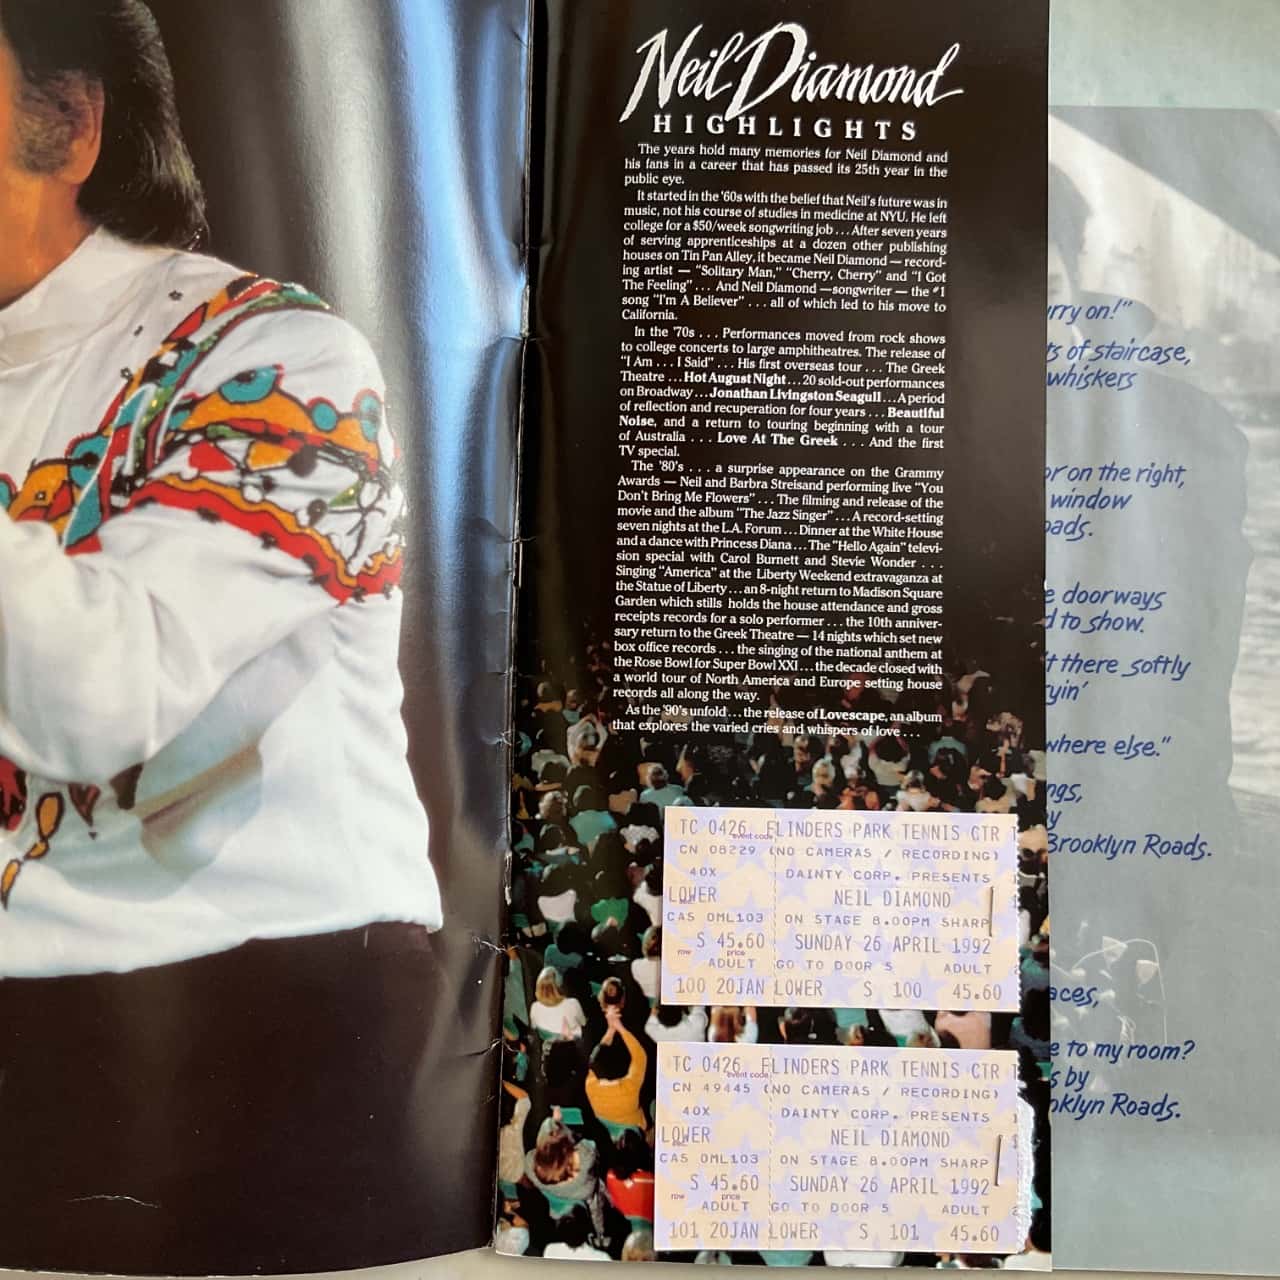 Neil Diamond
HIGHLIGHTS
The years hold many memories for Neil Diamond and
his fans in a career that has passed its 25th year in the
public eye.
It started in the '60s with the belief that Neil's future was in
music, not his course of studies in medicine at NYU. He left
college for a $50/week songwriting job . . . After seven years
of serving apprenticeships at a dozen other publishing
houses on Tin Pan Alley, it became Neil Diamond — record-
ing artist — "Solitary Man," "Cherry, Cherry" and "I Got
The Feeling" . . . And Neil Diamond —songwriter — the #1
song "I'm A Believer" . . . all of which led to his move to
California.
In the '70s . . . Performances moved from rock shows
to college concerts to large amphitheatres. The release of
"I Am . . . I Said" . . . His first overseas tour . . . The Greek
Theatre . . . Hot August Night . . . 20 sold-out performances
on Broadway . . . Jonathan Livingston Seagull . . . A period
of reflection and recuperation for four years . . . Beautiful
Noise, and a return to touring beginning with a tour
of Australia . . . Love At The Greek . . . And the first
TV special.
The '80's . . . a surprise appearance on the Grammy
Awards — Neil and Barbra Streisand performing live "You
Don't Bring Me Flowers" . . . The filming and release of the
movie and the album "The Jazz Singer" . . . A record-setting
seven nights at the L.A. Forum . . . Dinner at the White House
and a dance with Princess Diana . . . The "Hello Again" televi-
sion special with Carol Burnett and Stevie Wonder . . .
Singing "America" at the Liberty Weekend extravaganza at
the Statue of Liberty . . . an 8-night return to Madison Square
Garden which stills holds the house attendance and gross
receipts records for a solo performer . . . the 10th anniver-
sary return to the Greek Theatre — 14 nights which set new
box office records . . . the singing of the national anthem at
the Rose Bowl for Super Bowl XXI . . . the decade closed with
a world tour of North America and Europe setting house
records all along the way.
As the '90's unfold . . . the release of Lovescape, an album
that explores the varied cries and whispers of love . . .
TC 0426 FLINDERS PARK TENNIS CTR
event code
CN 08229 (NO CAMERAS / RECORDING)
40X DAINTY CORP. PRESENTS
LOWER NEIL DIAMOND
CAS OML103 ON STAGE 8.00PM SHARP
S 45.60 SUNDAY 26 APRIL 1992
row price
ADULT GO TO DOOR 5 ADULT
100 20JAN LOWER S 100 45.60
TC 0426 FLINDERS PARK TENNIS CTR
event code
CN 49445 (NO CAMERAS / RECORDING)
40X DAINTY CORP. PRESENTS
LOWER NEIL DIAMOND
CAS OML103 ON STAGE 8.00PM SHARP
S 45.60 SUNDAY 26 APRIL 1992
row price
ADULT GO TO DOOR 5 ADULT
101 20JAN LOWER S 101 45.60
rry on!"
s of staircase,
whiskers
or on the right,
window
ads.
e doorways
d to show.
't there softly
yin'
where else."
ngs,
y
Brooklyn Roads.
aces,
e to my room?
s by
oklyn Roads.